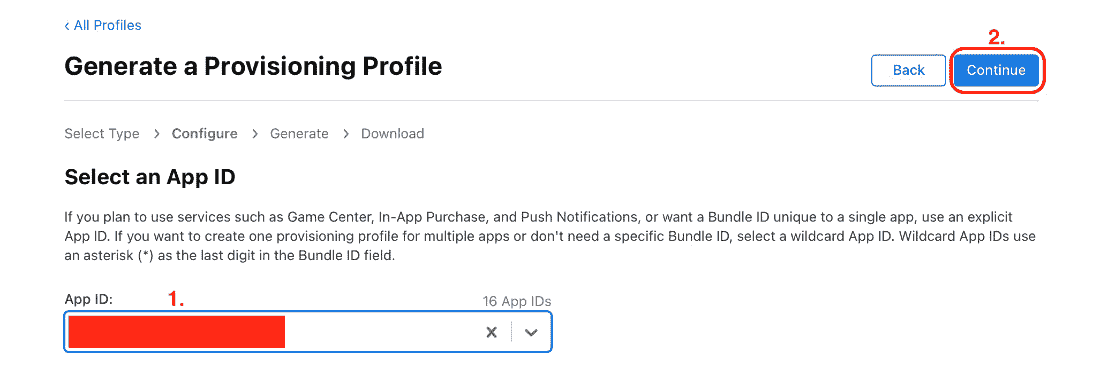 ‹ All Profiles
2.
Generate a Provisioning Profile
Back
Continue
Select Type > Configure > Generate > Download
Select an App ID
If you plan to use services such as Game Center, In-App Purchase, and Push Notifications, or want a Bundle ID unique to a single app, use an explicit
App ID. If you want to create one provisioning profile for multiple apps or don't need a specific Bundle ID, select a wildcard App ID. Wildcard App IDs use
an asterisk (*) as the last digit in the Bundle ID field.
App ID:
1.
16 App IDs